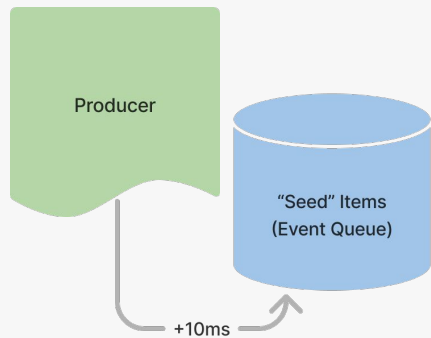 Producer
“Seed” Items
(Event Queue)
+10ms